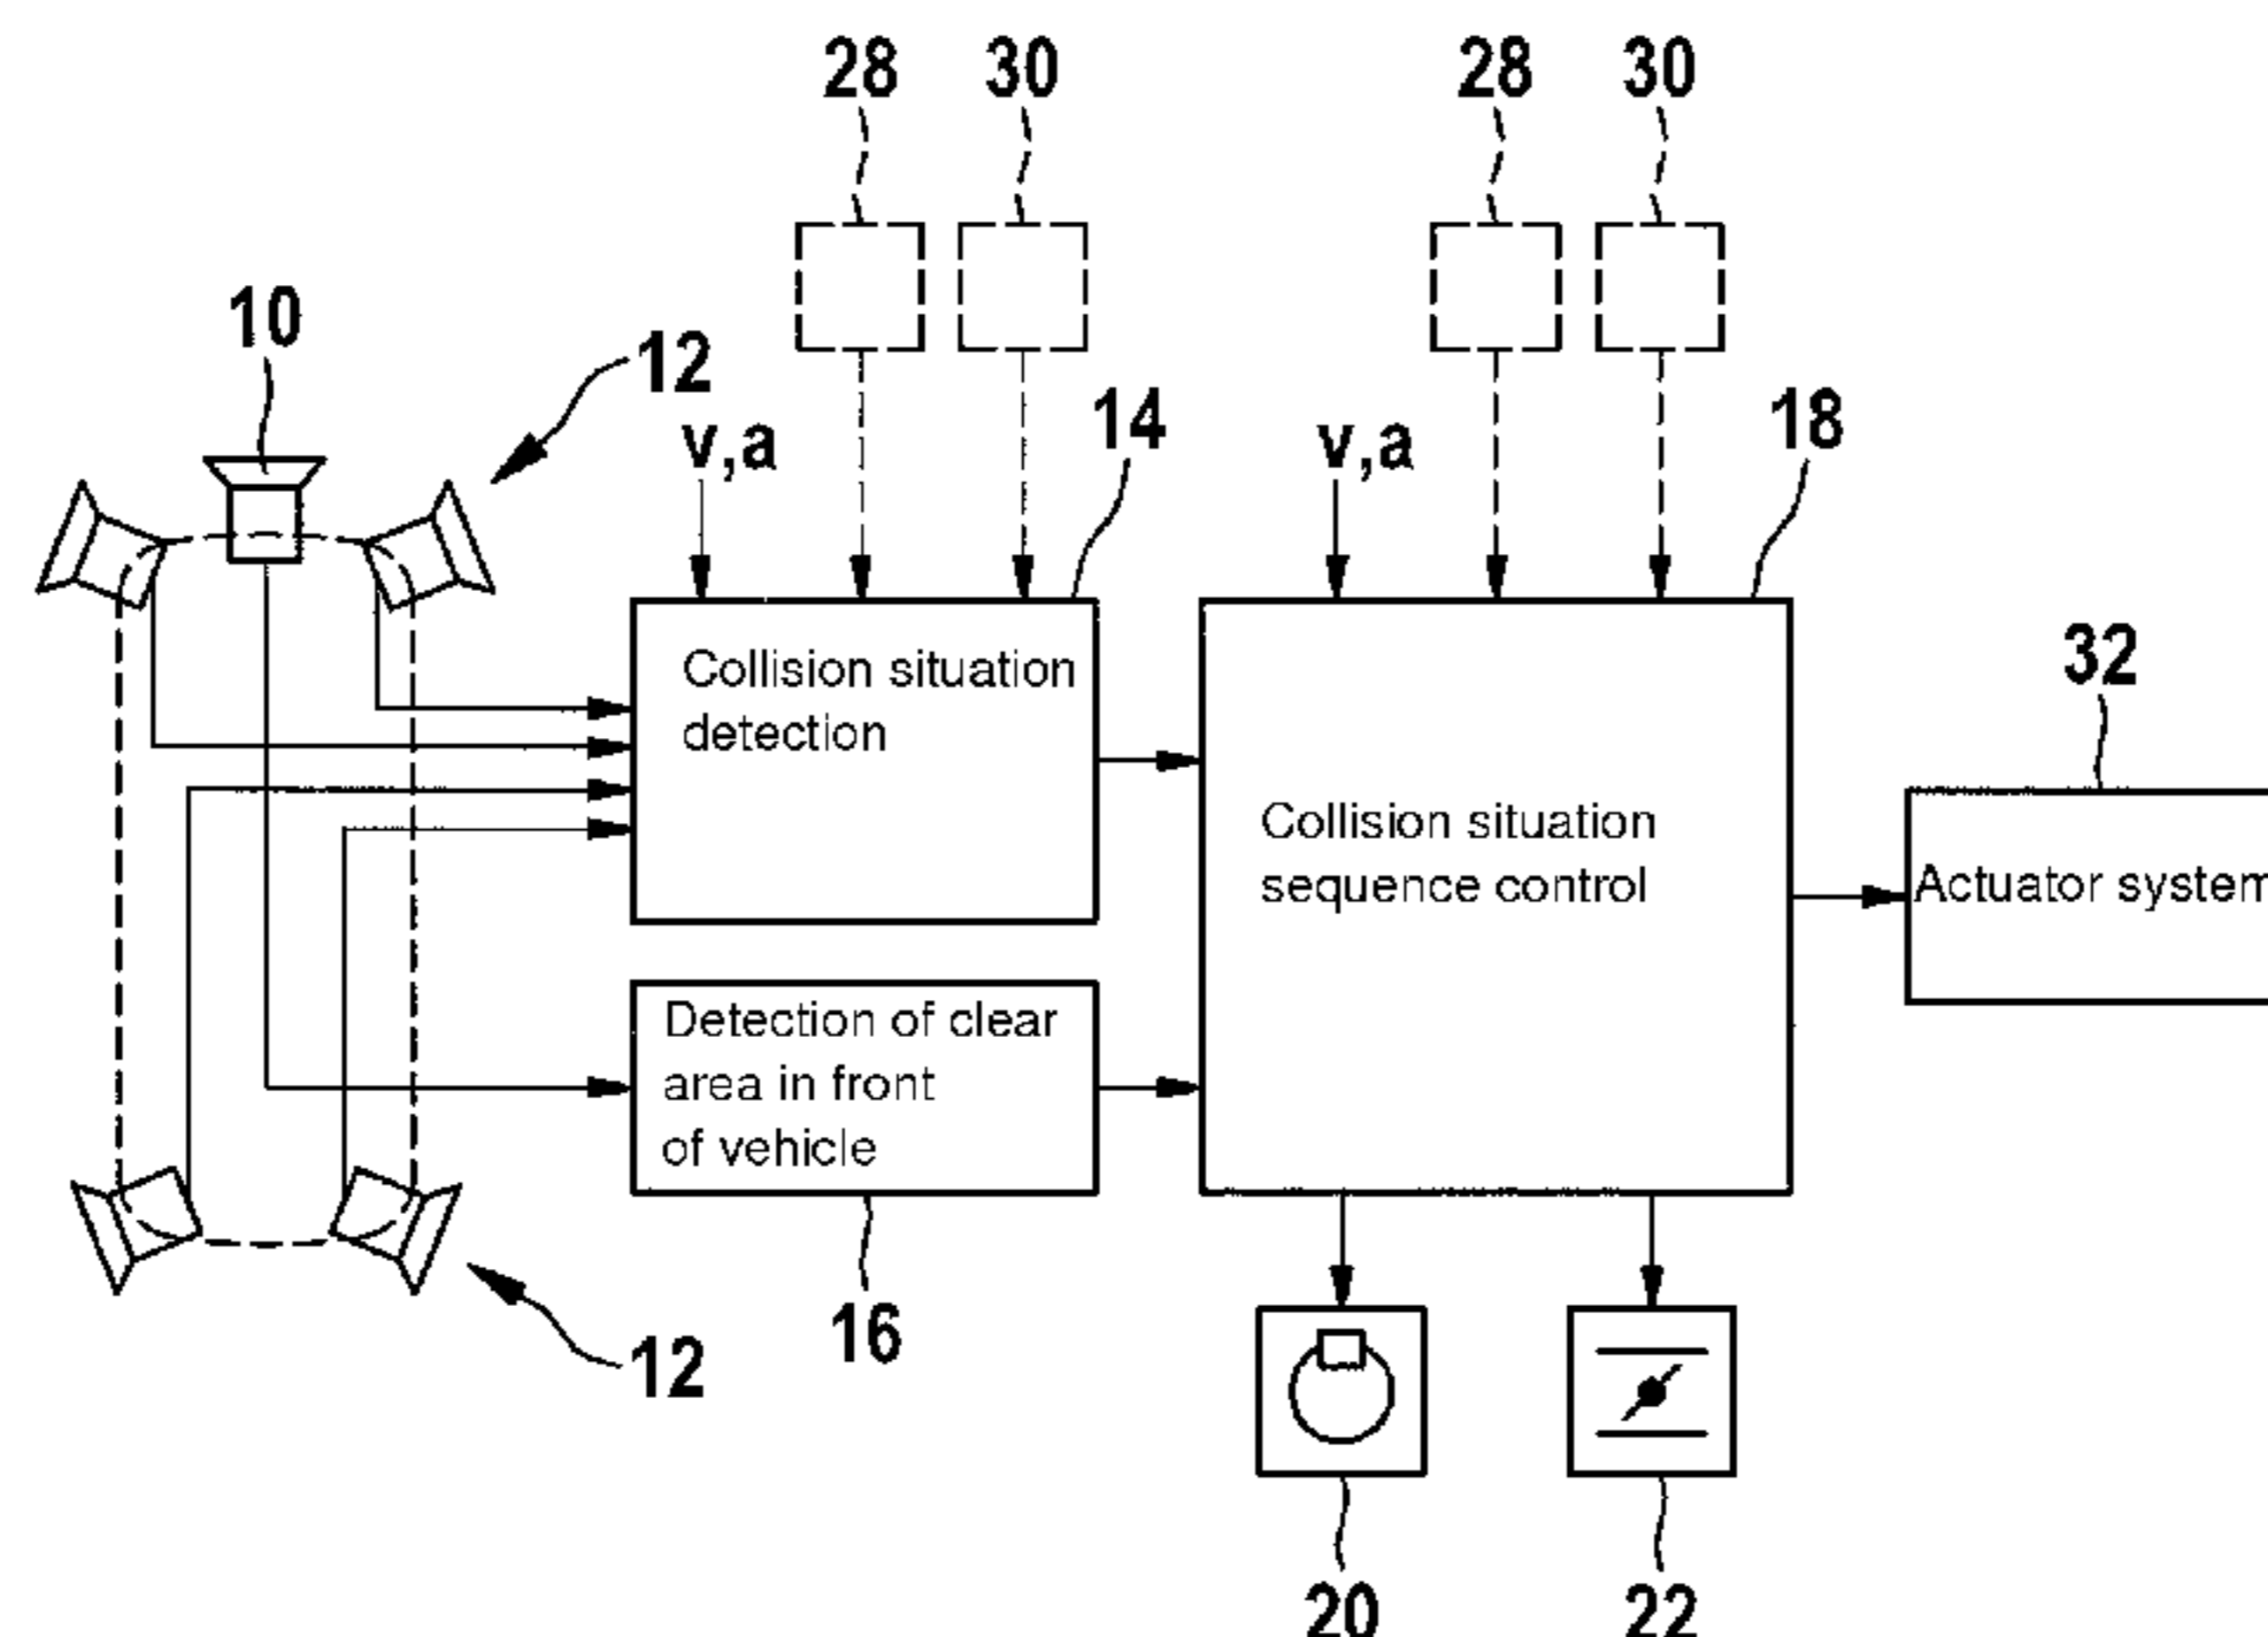 28 30 28 30
10
12
v,a
14
v,a
18
Collision situation
detection
32
Collision situation
sequence control
Actuator system
Detection of clear
area in front
of vehicle
16
12
20
22